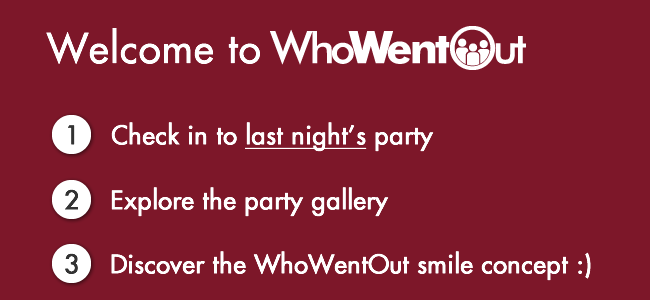 Welcome to WhoWentOut
1 Check in to last night's party
2 Explore the party gallery
3 Discover the WhoWentOut smile concept :)